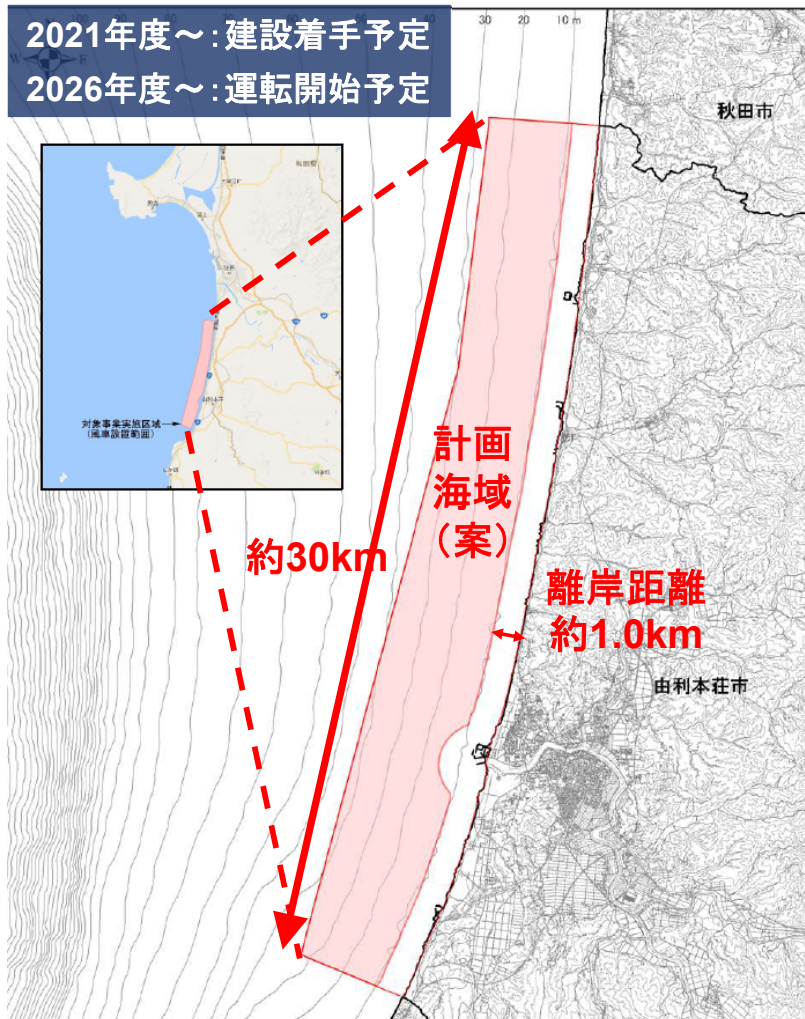 2021年度～：建設着手予定
2026年度～：運転開始予定
W
E
40
30
20
10 m
秋田市
対象事業実施区域
（風車設置範囲）
計画
海域
（案）
約30km
離岸距離
約1.0km
由利本荘市